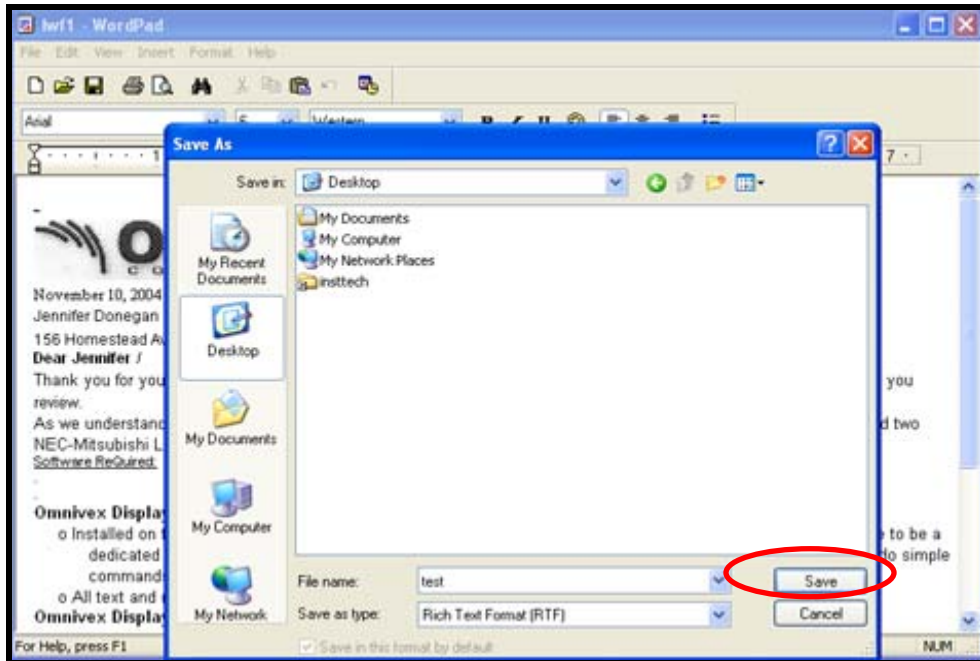 lwf1 - WordPad
File Edit View Insert Format Help
Arial
Western
7
Save As
Save in: Desktop
My Documents
My Computer
My Network Places
insttech
My Recent Documents
Desktop
My Documents
My Computer
My Network
File name: test
Save
Save as type: Rich Text Format (RTF)
Cancel
Save in this format by default
November 10, 2004
Jennifer Donegan
156 Homestead
Dear Jennifer /
Thank you for you
you
review.
As we understand
two
NEC-Mitsubishi L
Software ReQuired:
Omnivex Display
o Installed on
to be a
dedicated
do simple
command
o All text and
Omnivex Display
For Help, press F1
NUM